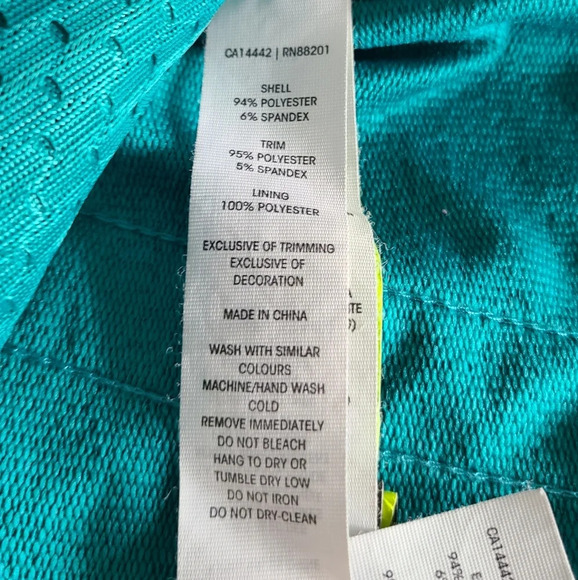 CA14442 | RN88201
SHELL
94% POLYESTER
6% SPANDEX
TRIM
95% POLYESTER
5% SPANDEX
LINING
100% POLYESTER
EXCLUSIVE OF TRIMMING
EXCLUSIVE OF
DECORATION
MADE IN CHINA
WASH WITH SIMILAR
COLOURS
MACHINE/HAND WASH
COLD
REMOVE IMMEDIATELY
DO NOT BLEACH
HANG TO DRY OR
TUMBLE DRY LOW
DO NOT IRON
DO NOT DRY-CLEAN
CA1444
94%